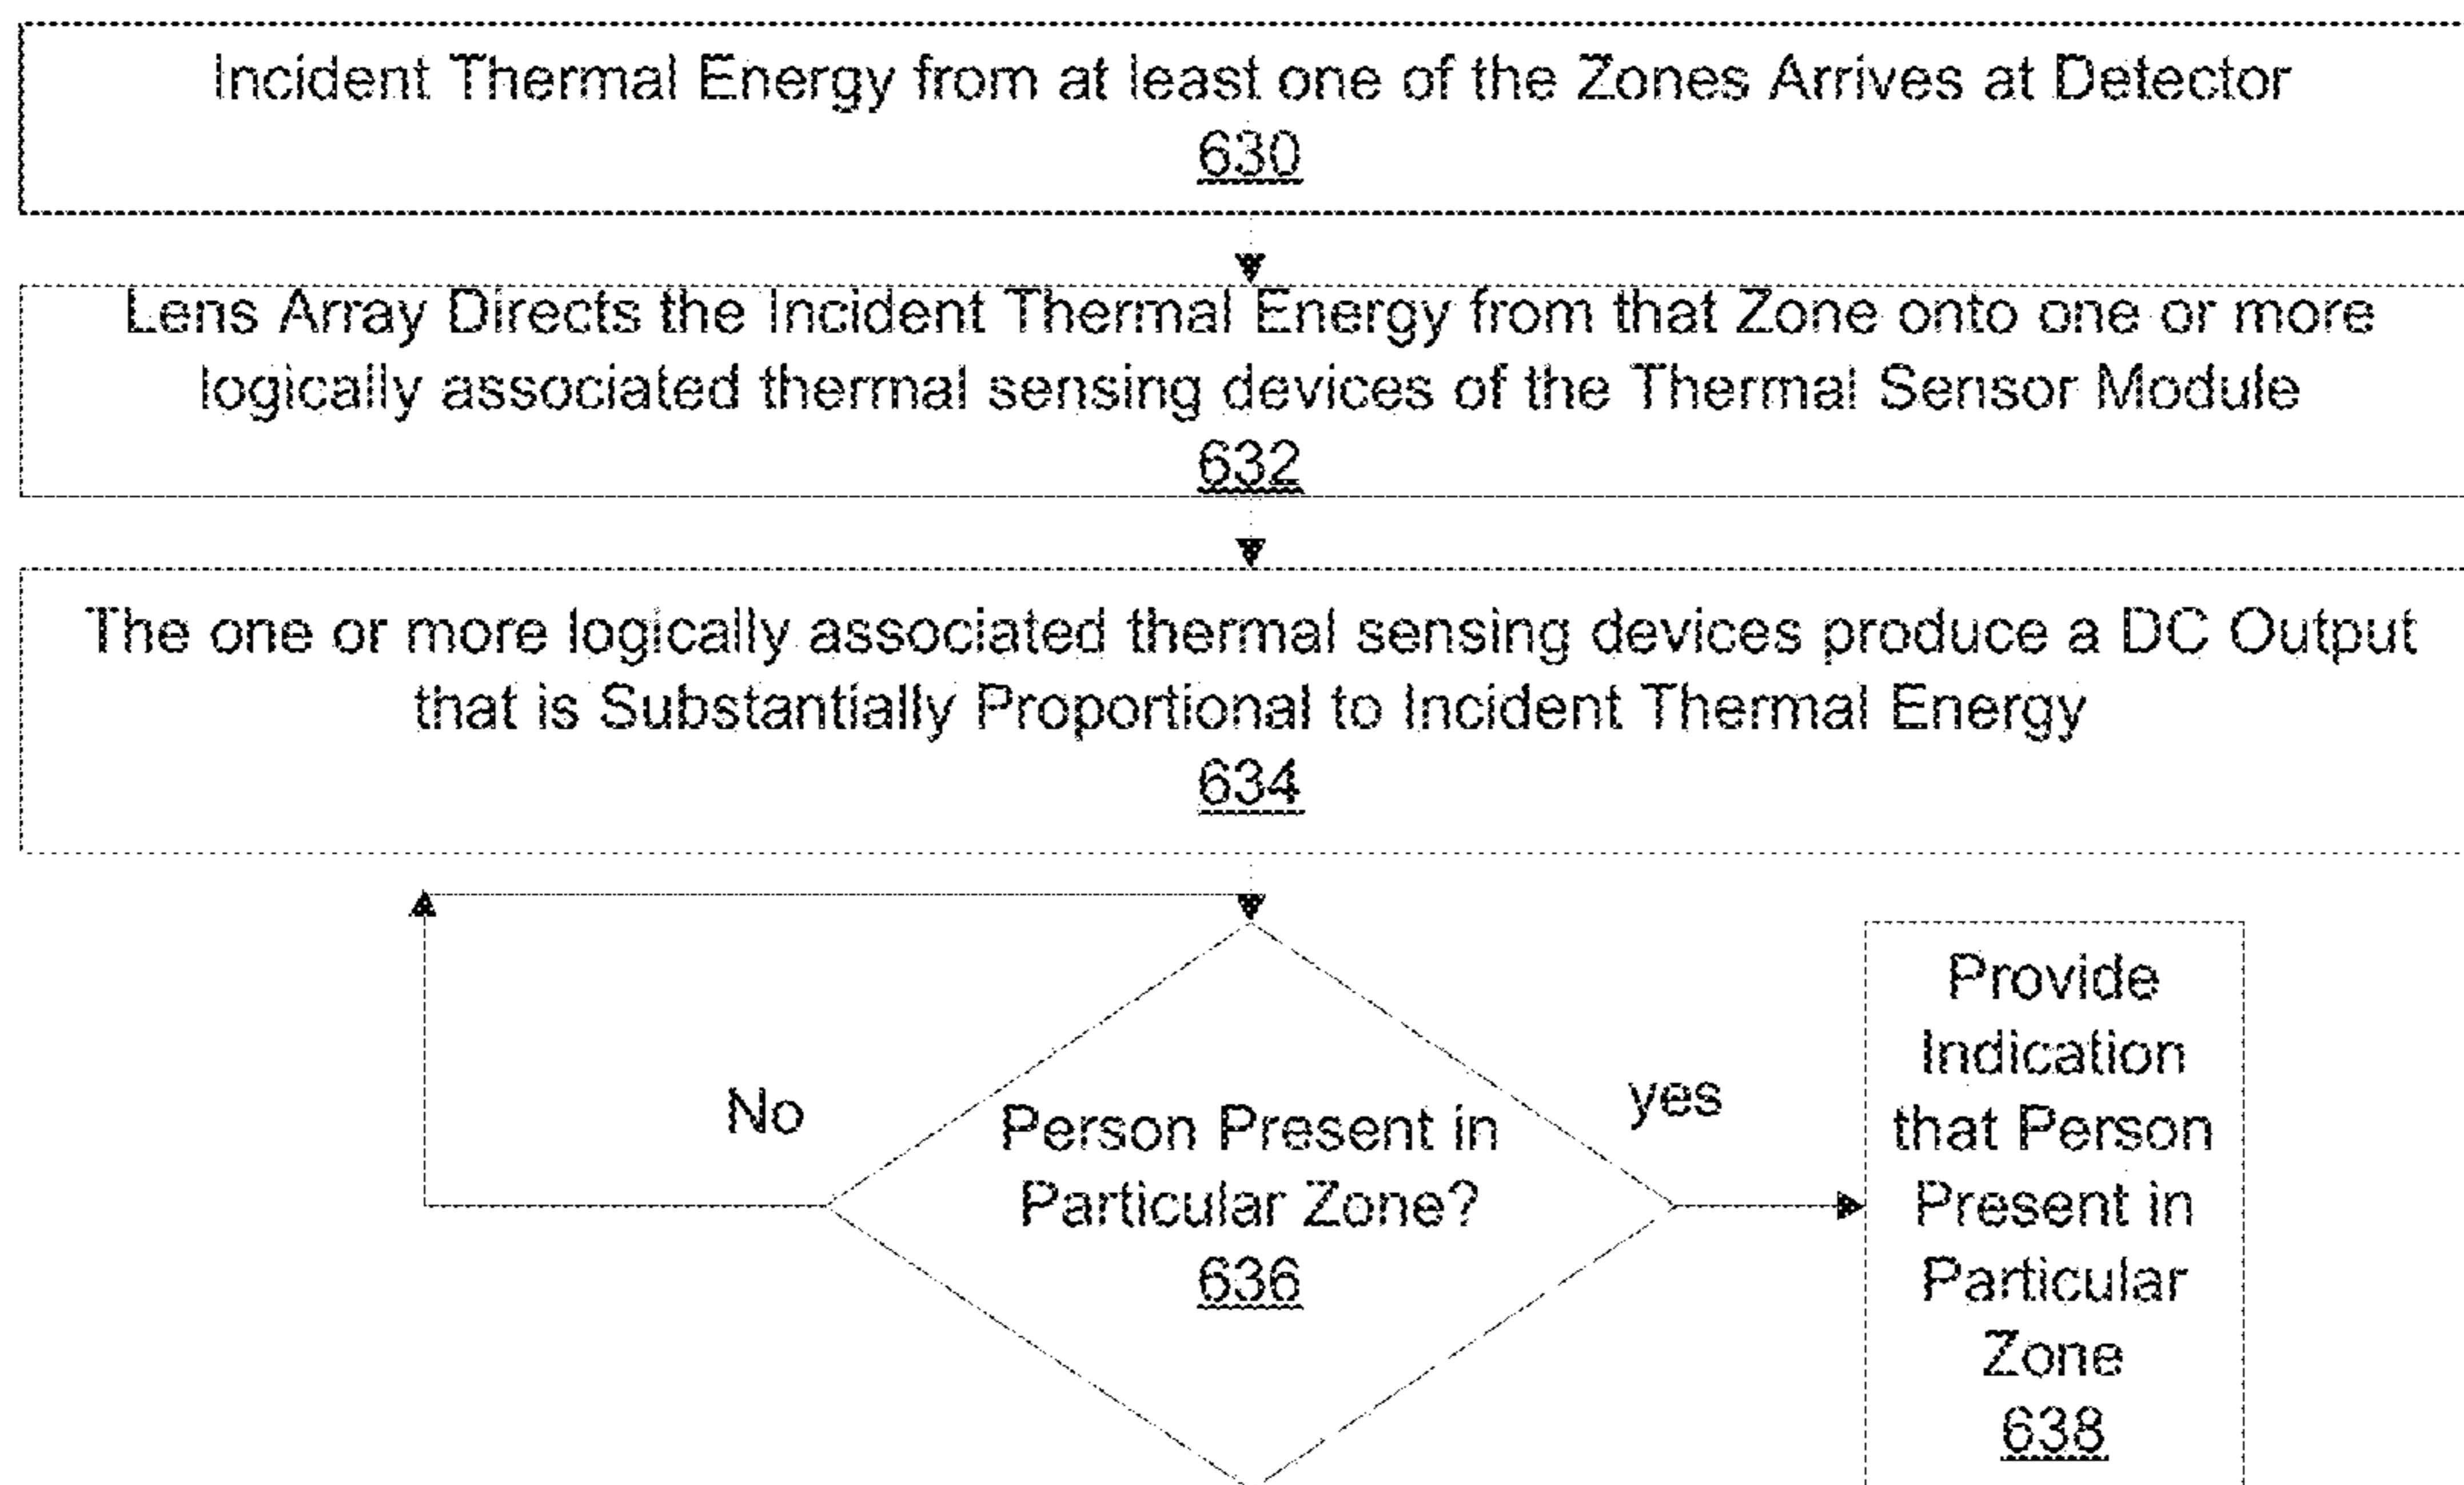 Incident Thermal Energy from at least one of the Zones Arrives at Detector
630
Lens Array Directs the Incident Thermal Energy from that Zone onto one or more
logically associated thermal sensing devices of the Thermal Sensor Module
632
The one or more logically associated thermal sensing devices produce a DC Output
that is Substantially Proportional to Incident Thermal Energy
634
No
Person Present in
Particular Zone?
636
yes
Provide
Indication
that Person
Present in
Particular
Zone
638